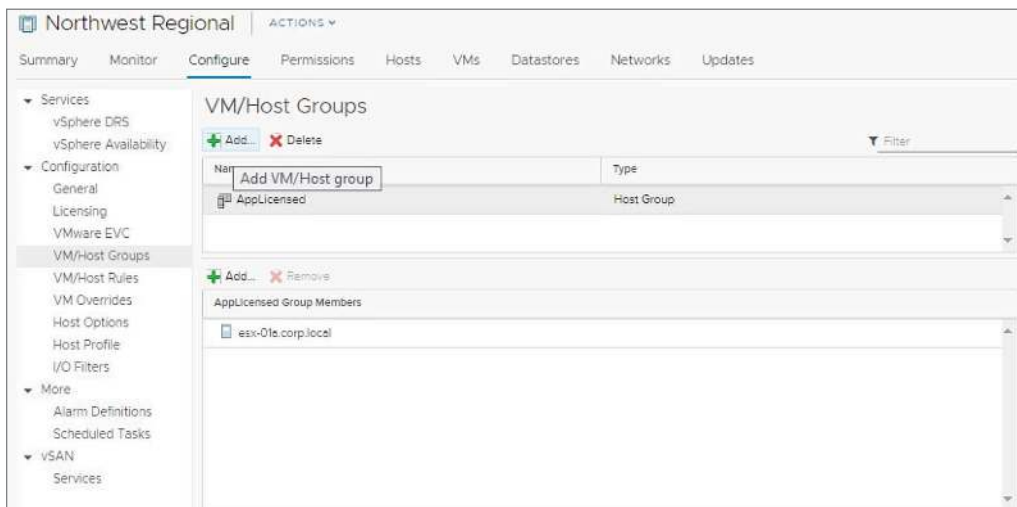 Northwest Regional ACTIONS
Summary Monitor Configure Permissions Hosts VMs Datastores Networks Updates
Services
vSphere DRS
vSphere Availability
Configuration
General
Licensing
VMware EVC
VM/Host Groups
VM/Host Rules
VM Overrides
Host Options
Host Profile
I/O Filters
More
Alarm Definitions
Scheduled Tasks
vSAN
Services
VM/Host Groups
Add... Delete Filter
Type
Add VM/Host group
AppLicensed Host Group
Add... Remove
AppLicensed Group Members
esx-01a.corp.local